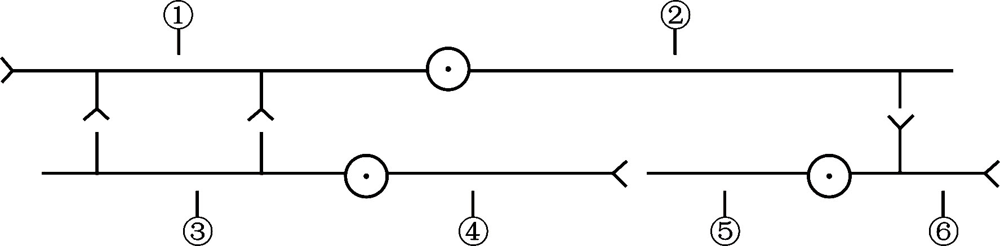 ① ②
③ ④ ⑤ ⑥